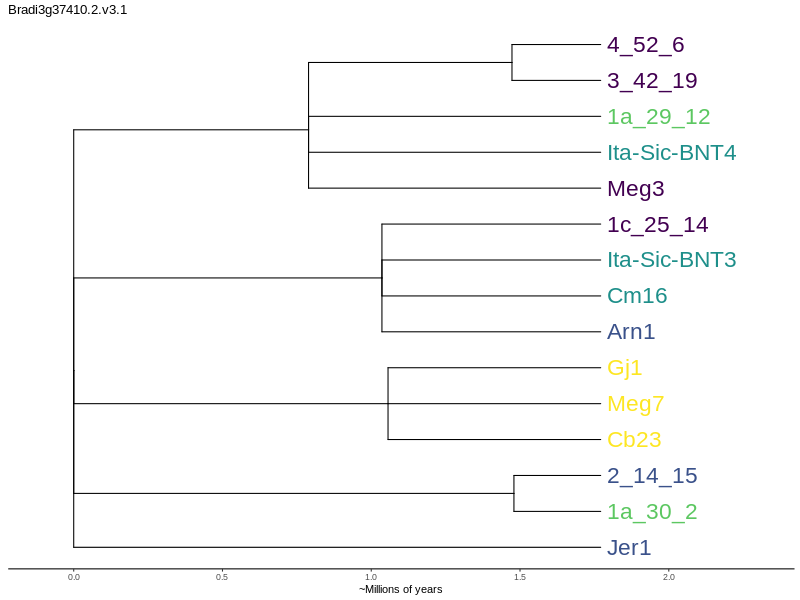 Bradi3g37410.2.v3.1
4_52_6
3_42_19
1a_29_12
Ita-Sic-BNT4
Meg3
1c_25_14
Ita-Sic-BNT3
Cm16
Arn1
Gj1
Meg7
Cb23
2_14_15
1a_30_2
Jer1
0.0 0.5 1.0 1.5 2.0
~Millions of years